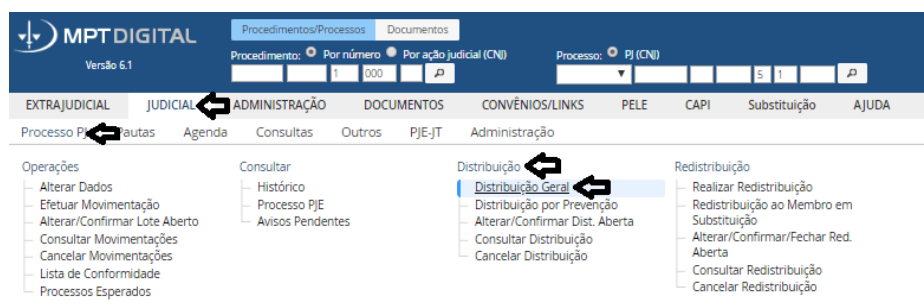 MPT DIGITAL
Versão 6.1
Procedimentos/Processos Documentos
Procedimento: Por número Por ação judicial (CNJ) Processo: PJ (CNJ)
1 000 5 1
EXTRAJUDICIAL JUDICIAL ADMINISTRAÇÃO DOCUMENTOS CONVÊNIOS/LINKS PELE CAPI Substituição AJUDA
Processo Pautas Agenda Consultas Outros PJE-JT Administração
Operações
Alterar Dados
Efetuar Movimentação
Alterar/Confirmar Lote Aberto
Consultar Movimentações
Cancelar Movimentações
Lista de Conformidade
Processos Esperados
Consultar
Histórico
Processo PJE
Avisos Pendentes
Distribuição
Distribuição Geral
Distribuição por Prevenção
Alterar/Confirmar Dist. Aberta
Consultar Distribuição
Cancelar Distribuição
Redistribuição
Realizar Redistribuição
Redistribuição ao Membro em
Substituição
Alterar/Confirmar/Fechar Red.
Aberta
Consultar Redistribuição
Cancelar Redistribuição